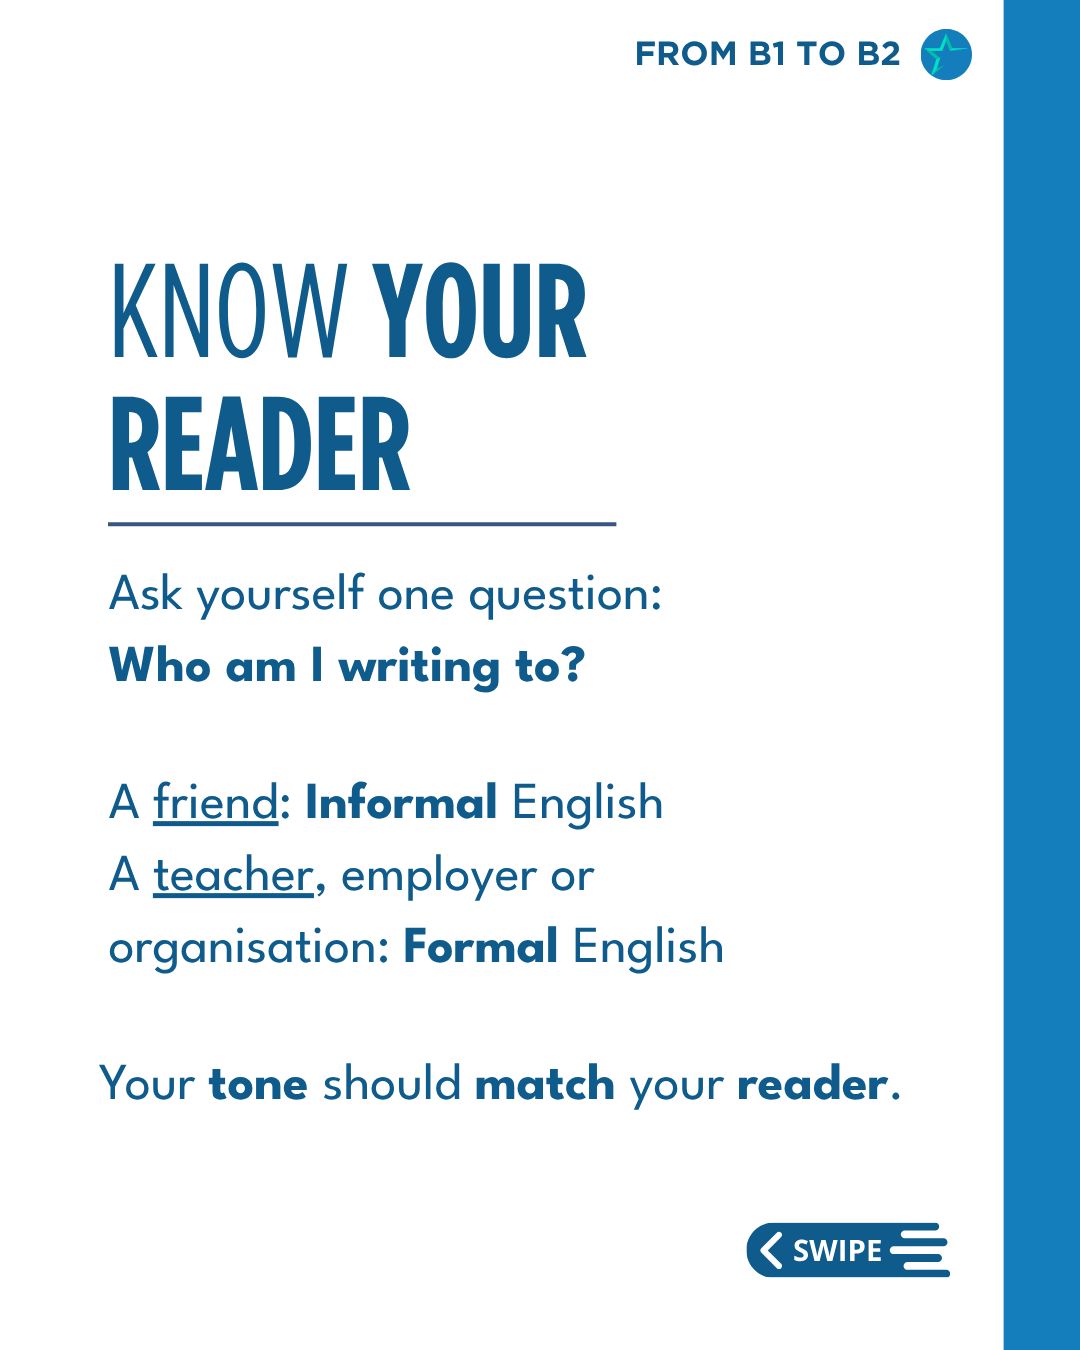 FROM B1 TO B2
KNOW YOUR
READER
Ask yourself one question:
Who am I writing to?
A friend: Informal English
A teacher, employer or
organisation: Formal English
Your tone should match your reader.
SWIPE